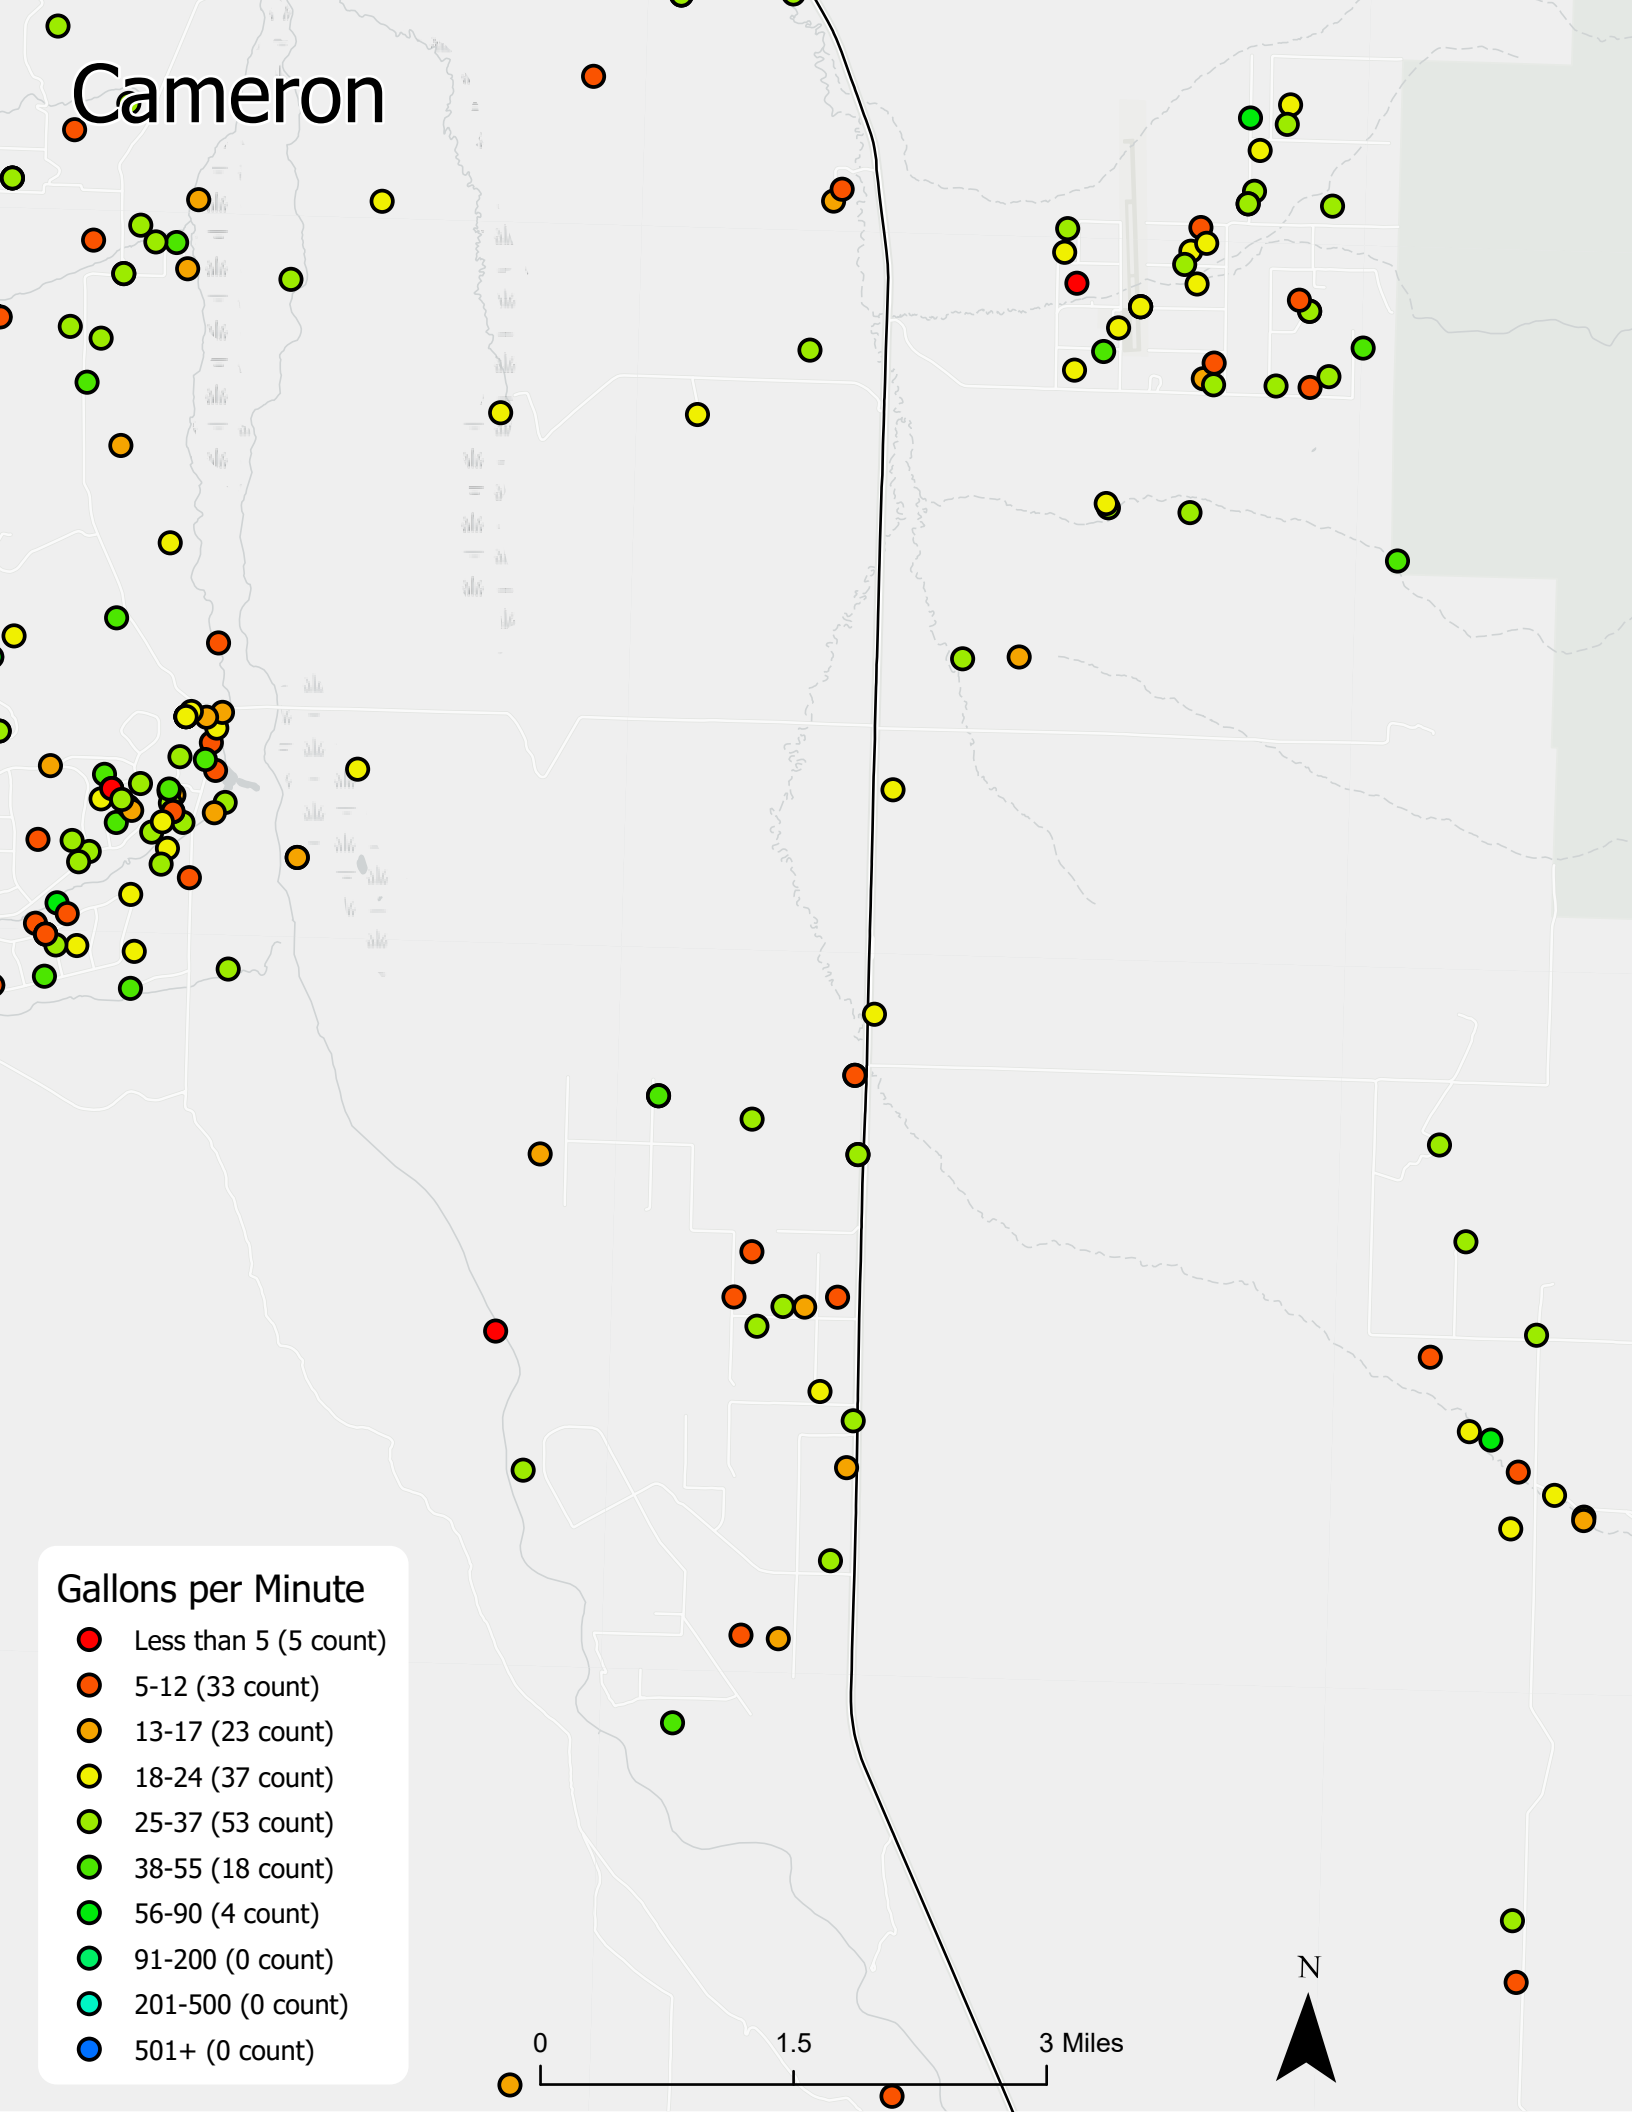 Cameron
Gallons per Minute
Less than 5 (5 count)
5-12 (33 count)
13-17 (23 count)
18-24 (37 count)
25-37 (53 count)
38-55 (18 count)
56-90 (4 count)
91-200 (0 count)
201-500 (0 count)
501+ (0 count)
0 1.5 3 Miles
N